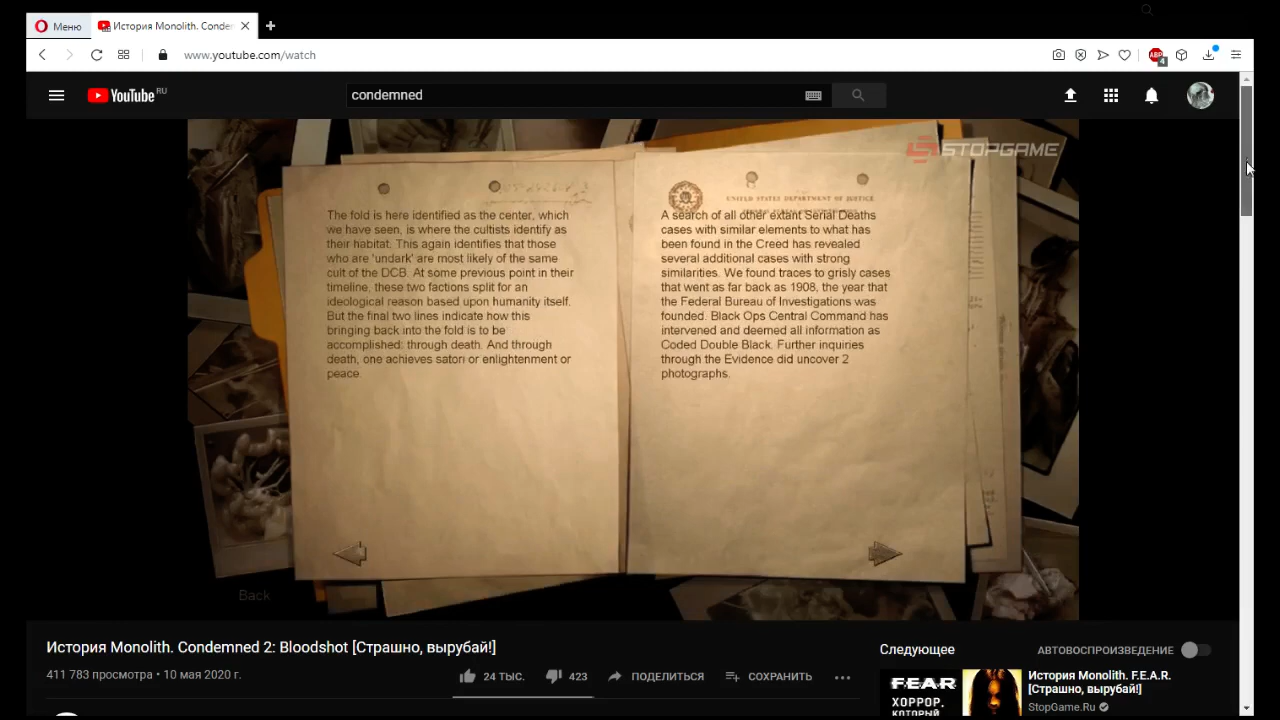 Меню
История Monolith. Conde
www.youtube.com/watch
ABP
4
YouTube RU
condemned
STOPGAME
The fold is here identified as the center, which
we have seen, is where the cultists identify as
their habitat. This again identifies that those
who are 'undark' are most likely of the same
cult of the DCB. At some previous point in their
timeline, these two factions split for an
ideological reason based upon humanity itself.
But the final two lines indicate how this
bringing back into the fold is to be
accomplished: through death. And through
death, one achieves satori or enlightenment or
peace.
UNITED STATES DEPARTMENT OF JUSTICE
A search of all other extant Serial Deaths
cases with similar elements to what has
been found in the Creed has revealed
several additional cases with strong
similarities. We found traces to grisly cases
that went as far back as 1908, the year that
the Federal Bureau of Investigations was
founded. Black Ops Central Command has
intervened and deemed all information as
Coded Double Black. Further inquiries
through the Evidence did uncover 2
photographs.
Back
История Monolith. Condemned 2: Bloodshot [Страшно, вырубай!]
411 783 просмотра • 10 мая 2020 г.
24 ТЫС.
423
ПОДЕЛИТЬСЯ
СОХРАНИТЬ
Следующее
АВТОВОСПРОИЗВЕДЕНИЕ
FEAR
ХОРРОР,
КОТОРЫЙ
История Monolith. F.E.A.R.
[Страшно, вырубай!]
StopGame.Ru